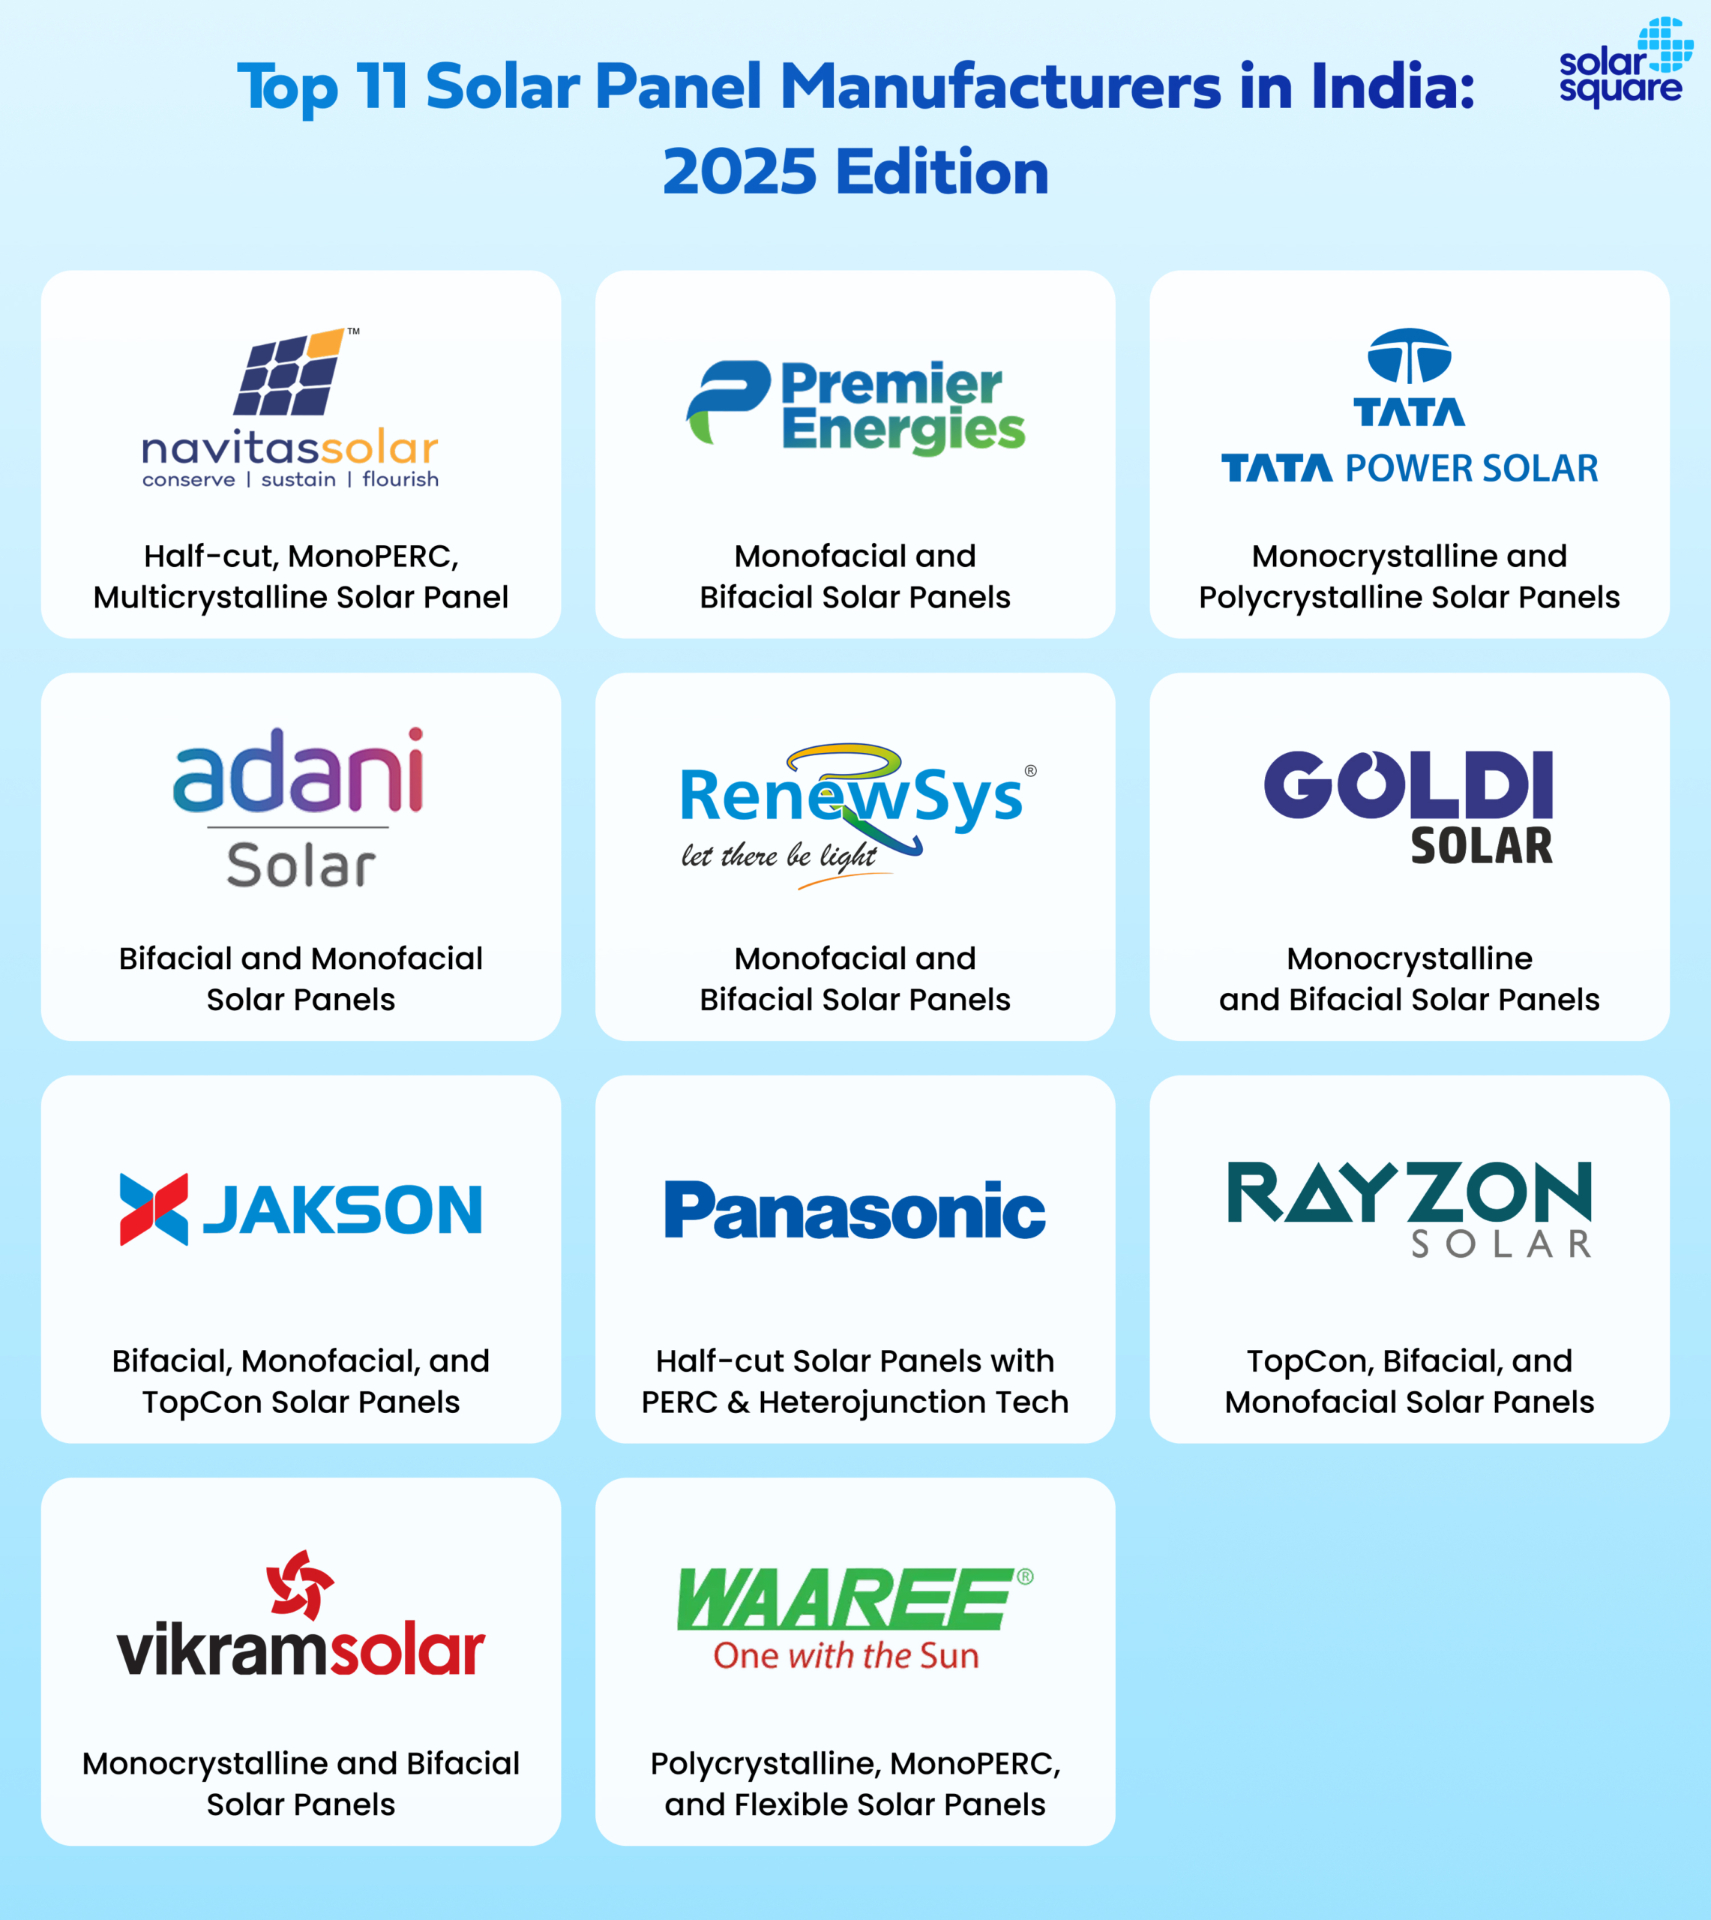 Top 11 Solar Panel Manufacturers in India:
2025 Edition
solar
square
TM
navitassolar
conserve | sustain | flourish
Half-cut, MonoPERC,
Multicrystalline Solar Panel
Premier
Energies
Monofacial and
Bifacial Solar Panels
TATA
TATA POWER SOLAR
Monocrystalline and
Polycrystalline Solar Panels
adani
Solar
Bifacial and Monofacial
Solar Panels
RenewSys®
let there be light
Monofacial and
Bifacial Solar Panels
GOLDI
SOLAR
Monocrystalline
and Bifacial Solar Panels
JAKSON
Bifacial, Monofacial, and
TopCon Solar Panels
Panasonic
Half-cut Solar Panels with
PERC & Heterojunction Tech
RAYZON
SOLAR
TopCon, Bifacial, and
Monofacial Solar Panels
vikramsolar
Monocrystalline and Bifacial
Solar Panels
WAAREE®
One with the Sun
Polycrystalline, MonoPERC,
and Flexible Solar Panels